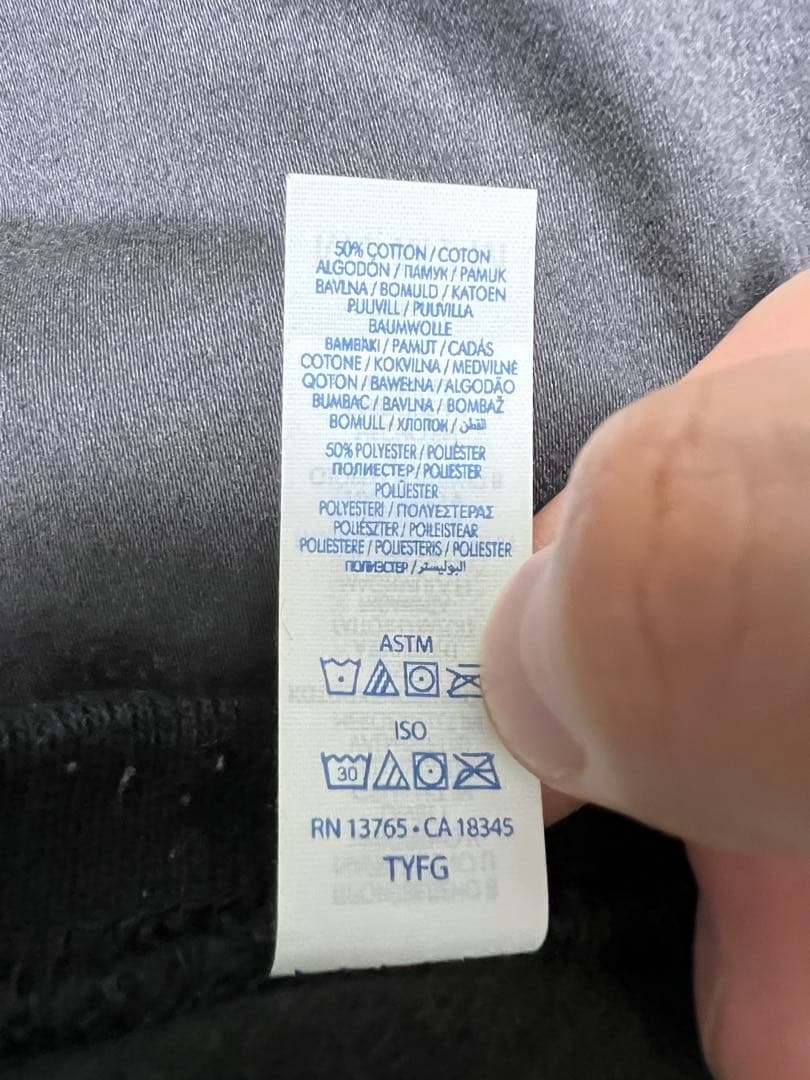 50% COTTON / COTON
ALGODÓN / ПАМУК / PAMUK
BAVLNA / BOMULD / KATOEN
PUUVILL / PUUVILLA
BAUMWOLLE
ΒΑΜΒΑΚΙ / PAMUT / CADÁS
COTONE / KOKVILNA / MEDVILNĖ
QOTON / BAWEŁNA / ALGODÃO
BUMBAC / BAVLNA / BOMBAŽ
BOMULL / ХЛОПОК / القطن
50% POLYESTER / POLIÉSTER
ПОЛИЕСТЕР / POLIESTER
POLÜESTER
POLYESTERI / ΠΟΛΥΕΣΤΕΡΑΣ
POLIÉSZTER / POILEISTEAR
POLIESTERE / POLIESTERIS / POLIESTER
ПОЛИЭСТЕР / البوليستر
ASTM
ISO
30
RN 13765 • CA 18345
TYFG